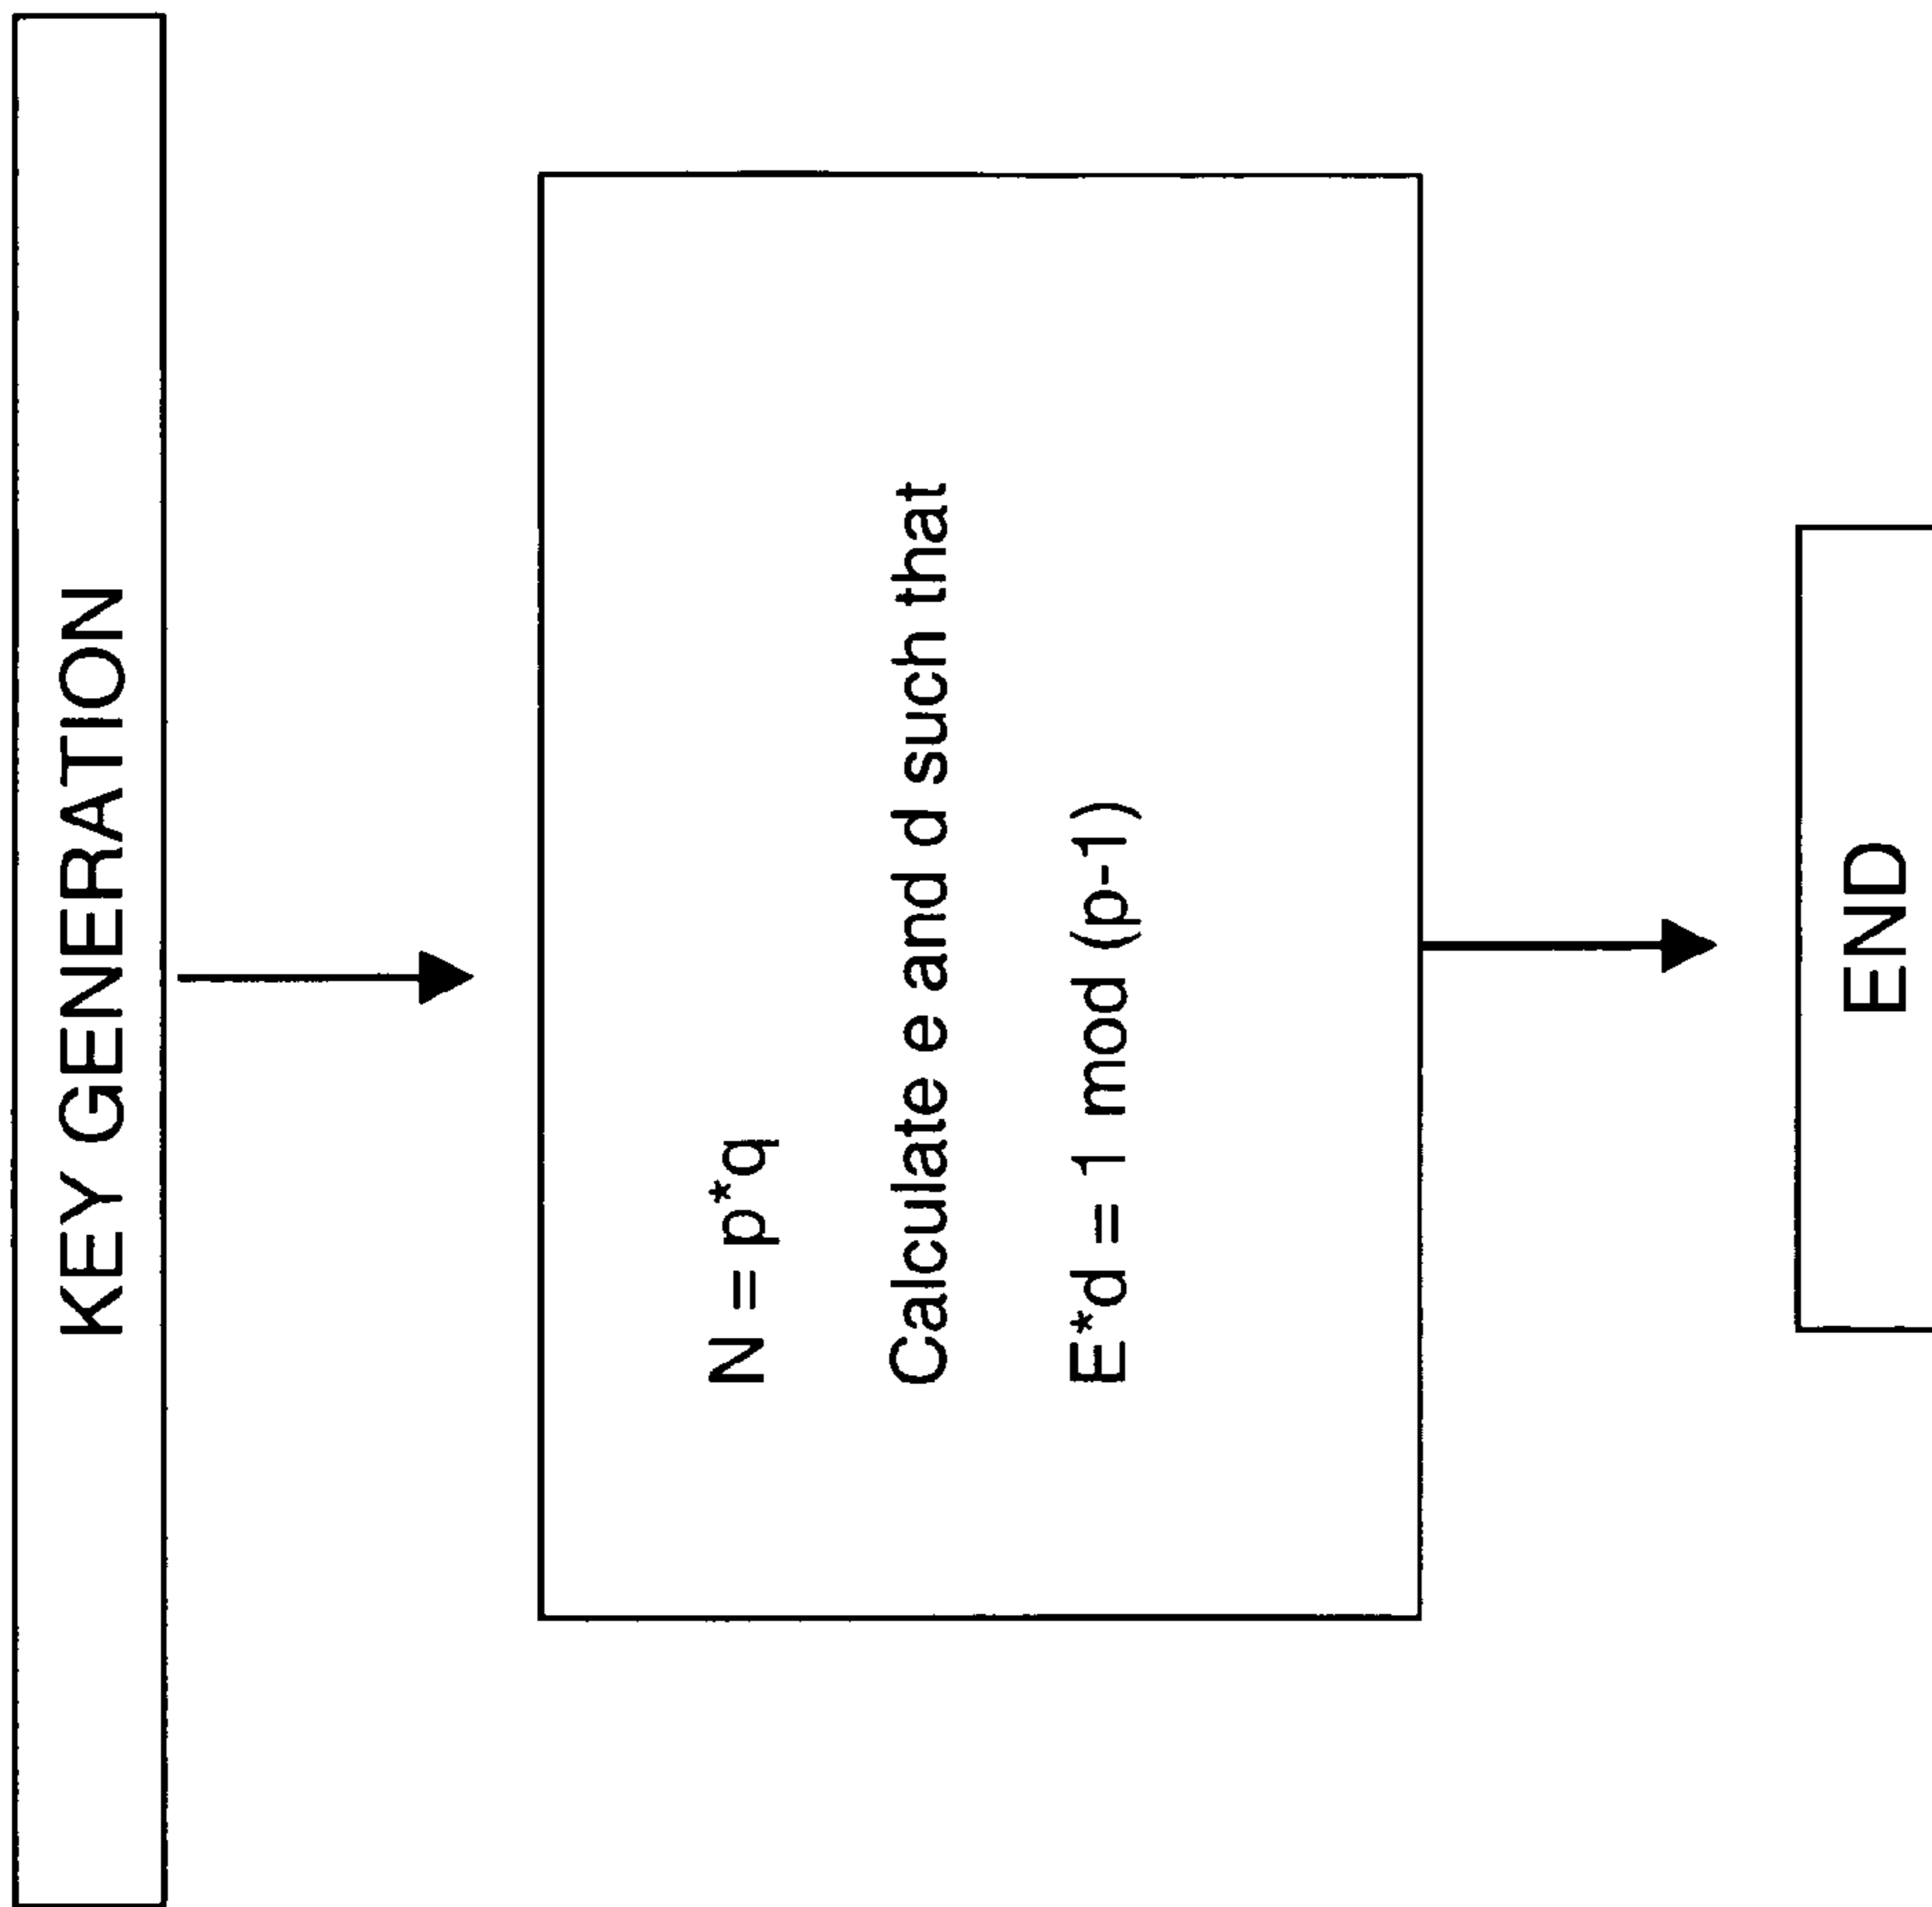 KEY GENERATION
N = p*q
Calculate e and d such that
E*d = 1 mod (p-1)
END